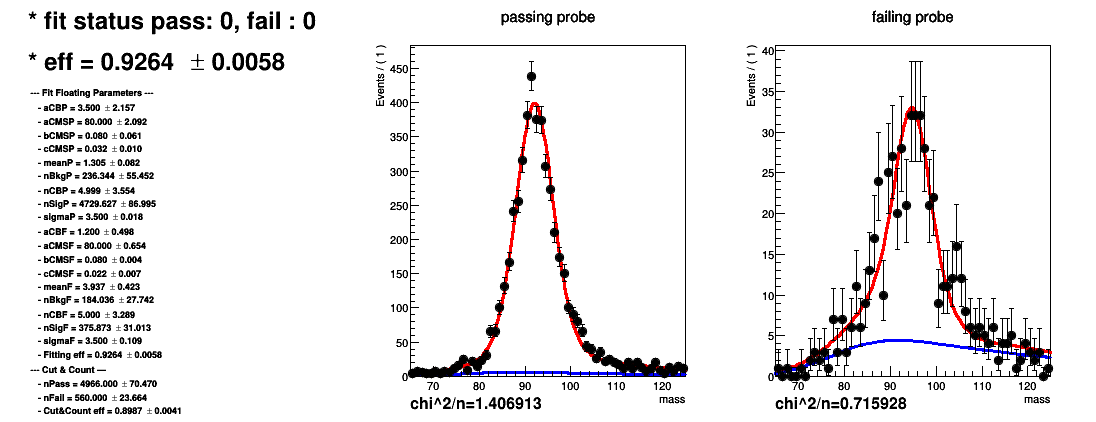 * fit status pass: 0, fail : 0
* eff = 0.9264 ± 0.0058
--- Fit Floating Parameters ---
- aCBP = 3.500 ± 2.157
- aCMSP = 80.000 ± 2.092
- bCMSP = 0.080 ± 0.061
- cCMSP = 0.032 ± 0.010
- meanP = 1.305 ± 0.082
- nBkgP = 236.344 ± 55.452
- nCBP = 4.999 ± 3.554
- nSigP = 4729.627 ± 86.995
- sigmaP = 3.500 ± 0.018
- aCBF = 1.200 ± 0.498
- aCMSF = 80.000 ± 0.654
- bCMSF = 0.080 ± 0.004
- cCMSF = 0.022 ± 0.007
- meanF = 3.937 ± 0.423
- nBkgF = 184.036 ± 27.742
- nCBF = 5.000 ± 3.289
- nSigF = 375.873 ± 31.013
- sigmaF = 3.500 ± 0.109
- Fitting eff = 0.9264 ± 0.0058
--- Cut & Count ---
- nPass = 4966.000 ± 70.470
- nFail = 560.000 ± 23.664
- Cut&Count eff = 0.8987 ± 0.0041
passing probe
Events / ( 1 )
450
400
350
300
250
200
150
100
50
0
70 80 90 100 110 120
mass
chi^2/n=1.406913
failing probe
Events / ( 1 )
40
35
30
25
20
15
10
5
0
70 80 90 100 110 120
mass
chi^2/n=0.715928